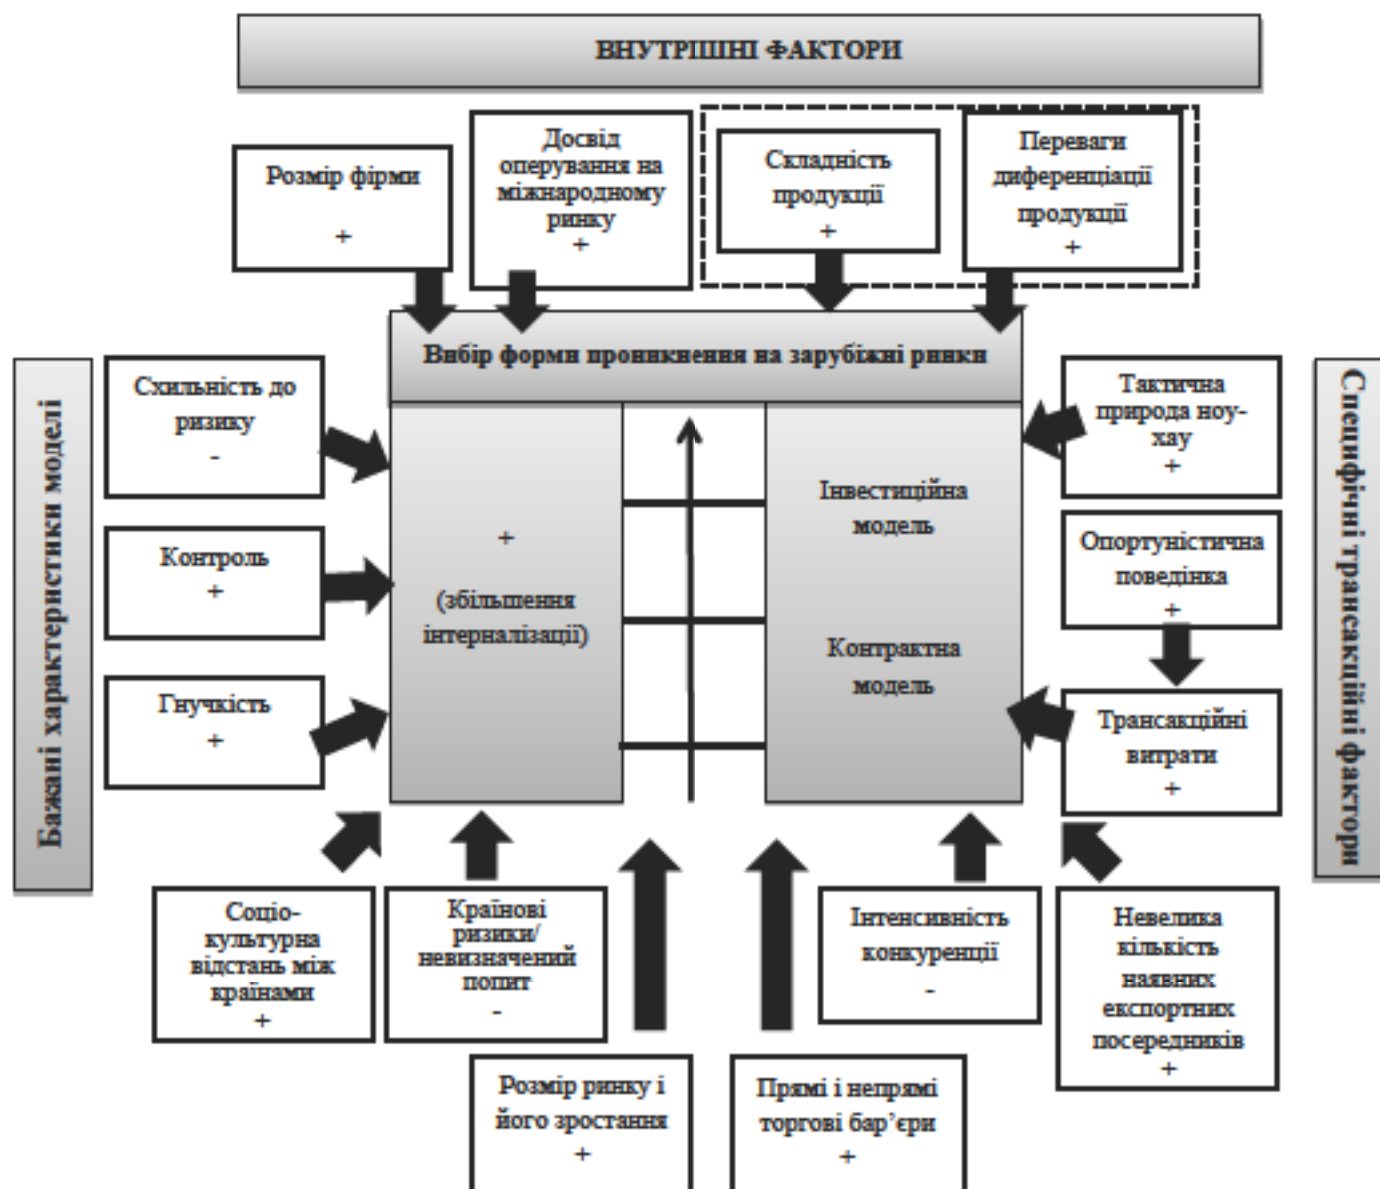 ВНУТРІШНІ ФАКТОРИ
Розмір фірми
+
Досвід
оперування на
міжнародному
ринку
+
Складність
продукції
+
Переваги
диференціації
продукції
+
Вибір форми проникнення на зарубіжні ринки
Бажані характеристики моделі
Схильність до
ризику
-
Контроль
+
Гнучкість
+
+
(збільшення
інтерналізації)
Інвестиційна
модель
Контрактна
модель
Тактична
природа ноу-
хау
+
Опортуністична
поведінка
+
Трансакційні
витрати
+
Специфічні трансакційні фактори
Соціо-
культурна
відстань між
країнами
+
Країнові
ризики/
невизначений
попит
-
Інтенсивність
конкуренції
-
Невелика
кількість
наявних
експортних
посередників
+
Розмір ринку і
його зростання
+
Прямі і непрямі
торгові бар’єри
+